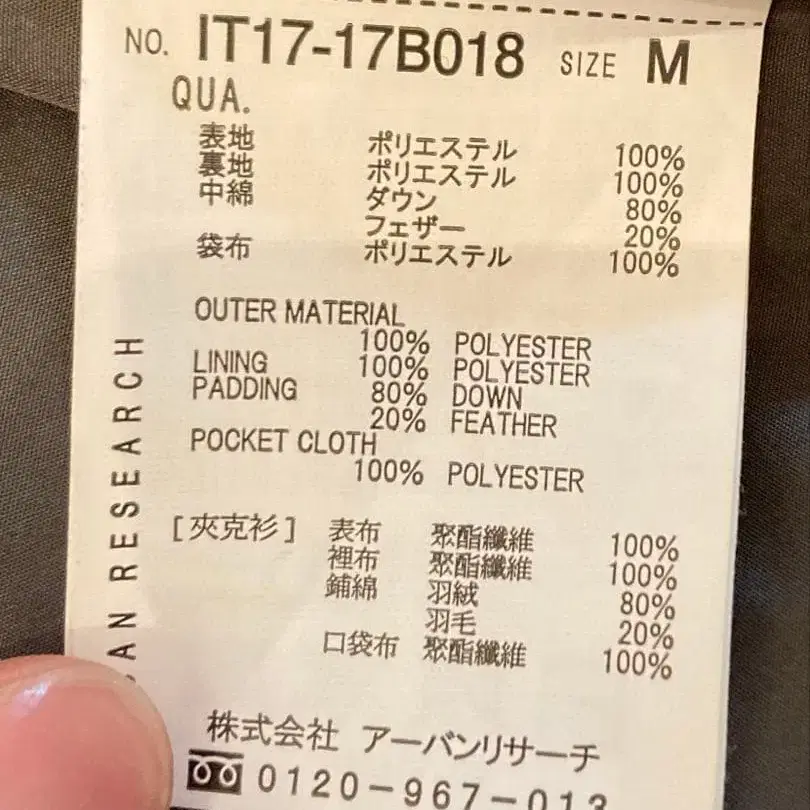 NO. IT17-17B018 SIZE M
QUA.
表地 ポリエステル 100%
裏地 ポリエステル 100%
中綿 ダウン 80%
フェザー 20%
袋布 ポリエステル 100%
OUTER MATERIAL
100% POLYESTER
LINING 100% POLYESTER
PADDING 80% DOWN
20% FEATHER
POCKET CLOTH
100% POLYESTER
[夾克衫] 表布 聚酯纖維 100%
裡布 聚酯纖維 100%
鋪綿 羽絨 80%
羽毛 20%
口袋布 聚酯纖維 100%
AN RESEARCH
株式会社 アーバンリサーチ
0120-967-013